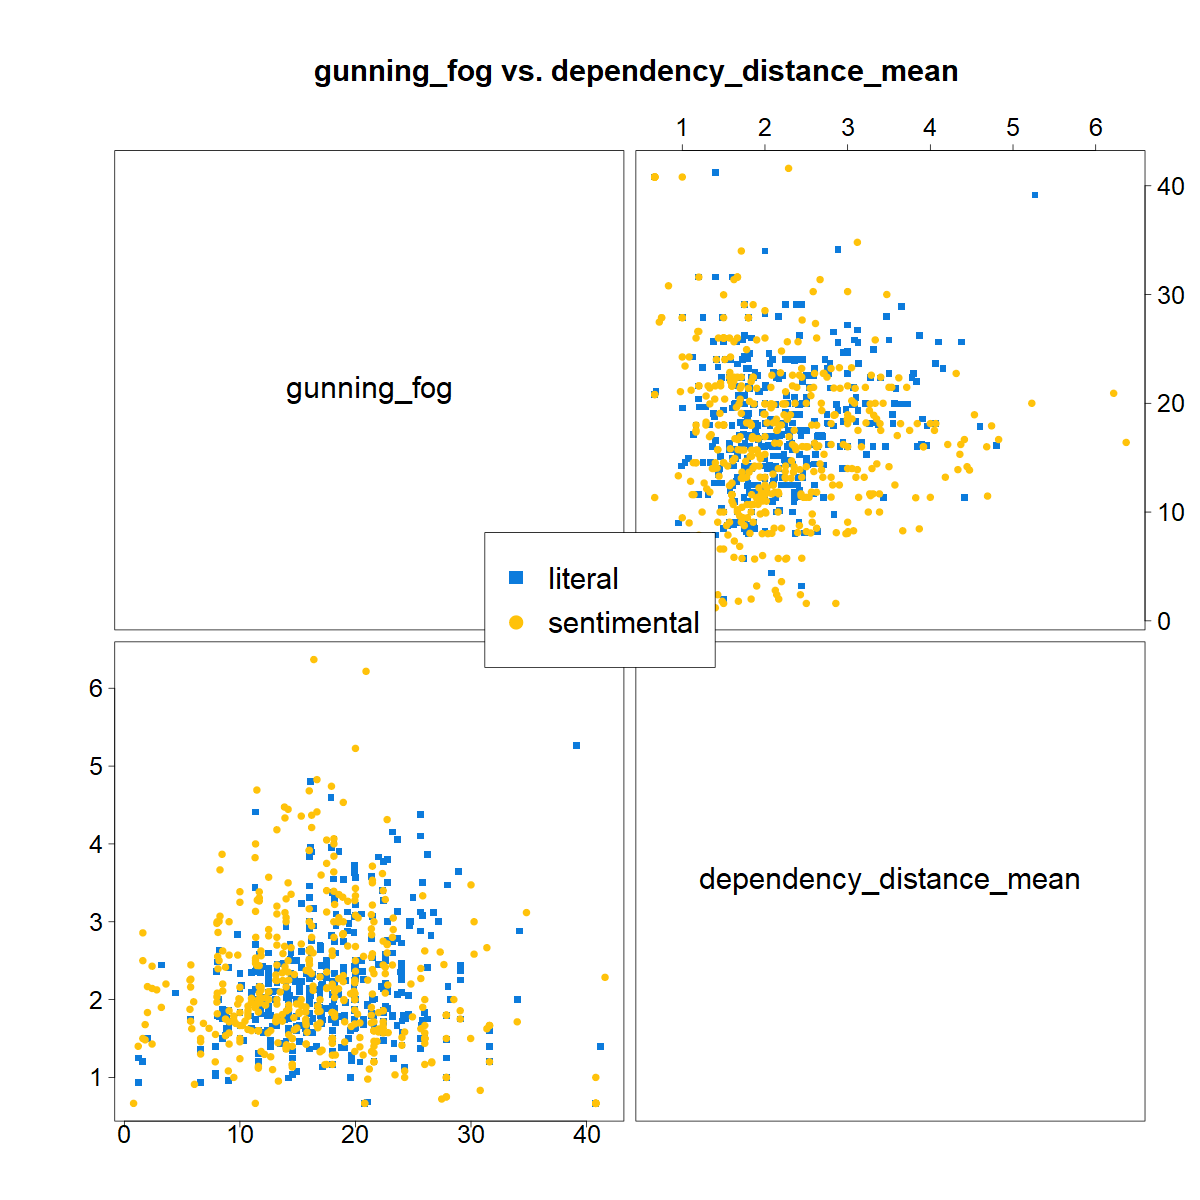 gunning_fog vs. dependency_distance_mean
1 2 3 4 5 6
gunning_fog
40
30
20
10
0
literal
sentimental
6
5
4
3
2
1
dependency_distance_mean
0 10 20 30 40